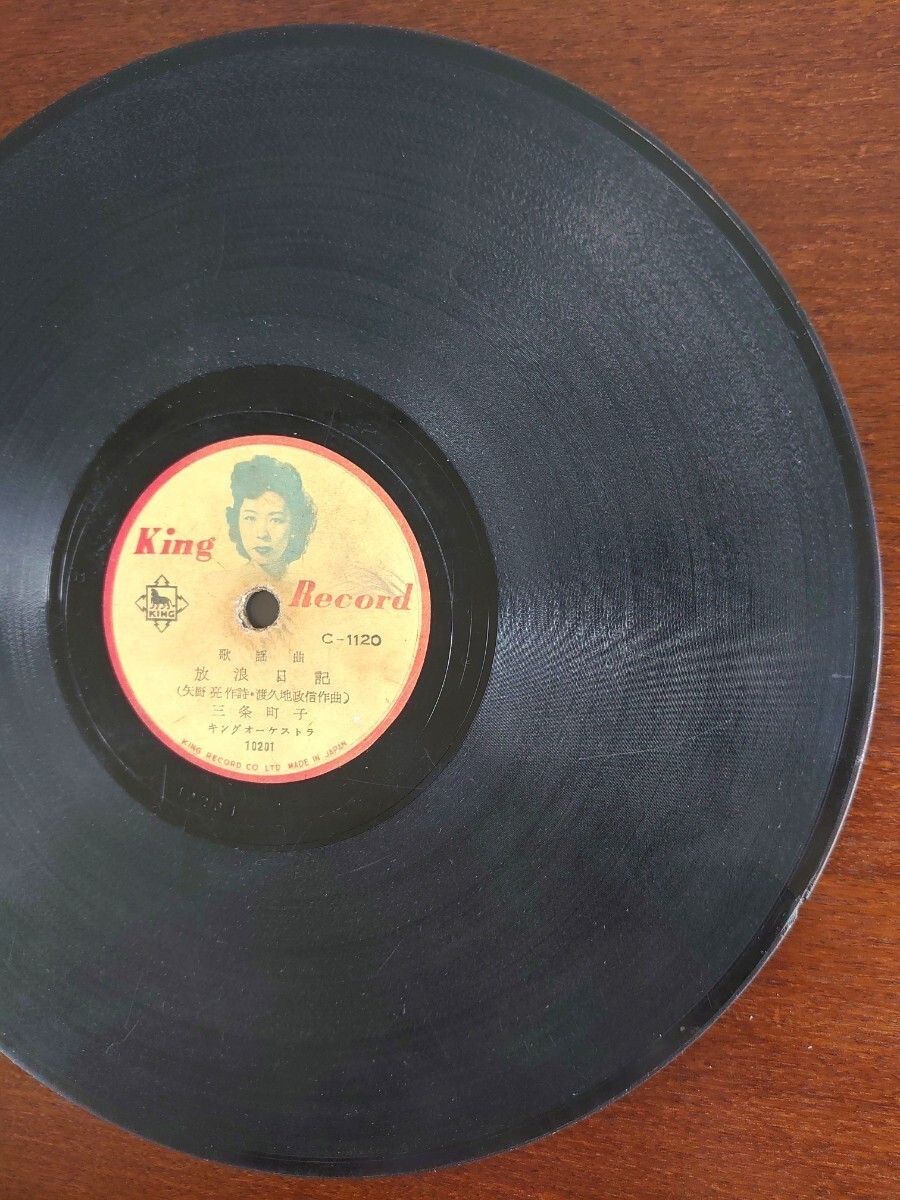 King
Record
KING
C-1120
歌謡曲
放浪日記
(矢野亮作詩・渡久地政信作曲)
三条町子
キングオーケストラ
10201
KING RECORD CO LTD MADE IN JAPAN